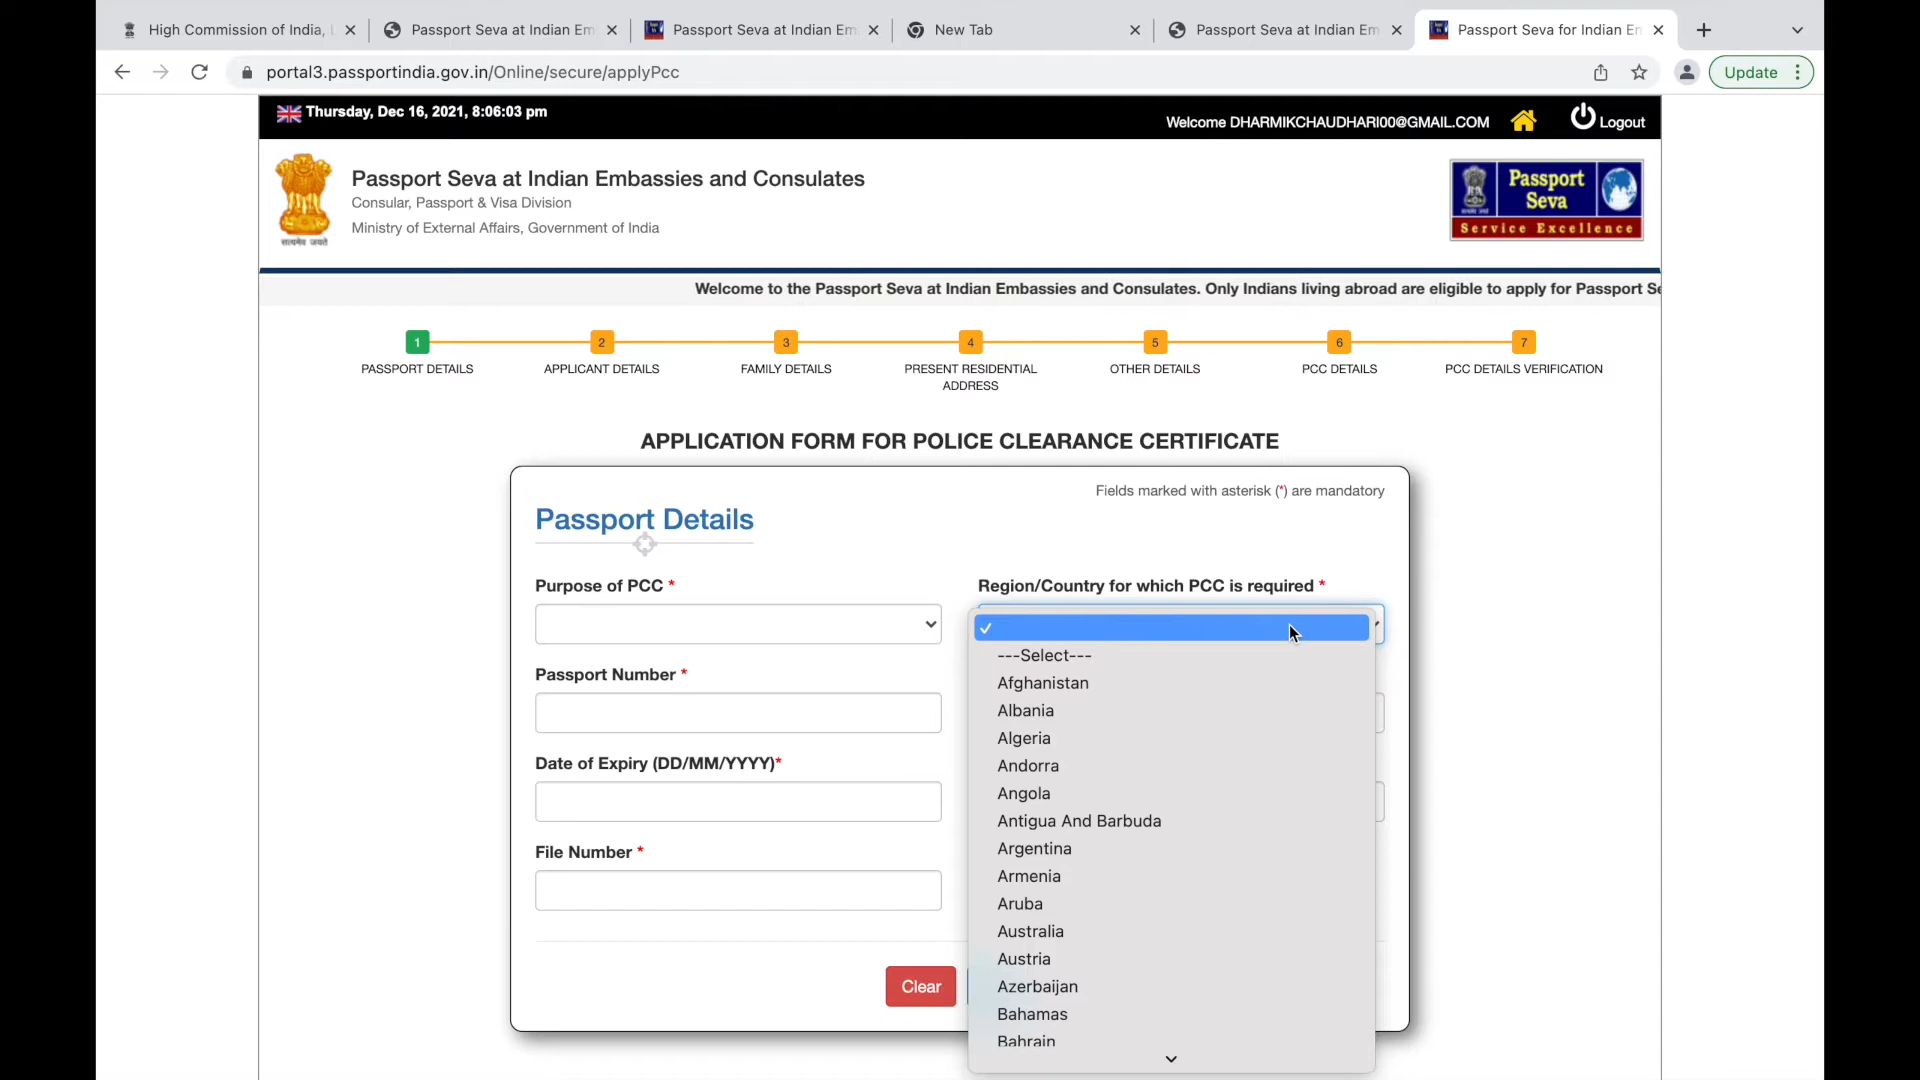 High Commission of India, L
Passport Seva at Indian Em
Passport Seva at Indian Em
New Tab
Passport Seva at Indian Em
Passport Seva for Indian En
portal3.passportindia.gov.in/Online/secure/applyPcc
Update
Thursday, Dec 16, 2021, 8:06:03 pm
Welcome DHARMIKCHAUDHARI00@GMAIL.COM
Logout
सत्यमेव जयते
Passport Seva at Indian Embassies and Consulates
Consular, Passport & Visa Division
Ministry of External Affairs, Government of India
Passport
Seva
Service Excellence
Welcome to the Passport Seva at Indian Embassies and Consulates. Only Indians living abroad are eligible to apply for Passport Se
1
2
3
4
5
6
7
PASSPORT DETAILS
APPLICANT DETAILS
FAMILY DETAILS
PRESENT RESIDENTIAL
ADDRESS
OTHER DETAILS
PCC DETAILS
PCC DETAILS VERIFICATION
APPLICATION FORM FOR POLICE CLEARANCE CERTIFICATE
Fields marked with asterisk (*) are mandatory
Passport Details
Purpose of PCC *
Region/Country for which PCC is required *
Passport Number *
Date of Expiry (DD/MM/YYYY)*
File Number *
Clear
---Select---
Afghanistan
Albania
Algeria
Andorra
Angola
Antigua And Barbuda
Argentina
Armenia
Aruba
Australia
Austria
Azerbaijan
Bahamas
Bahrain